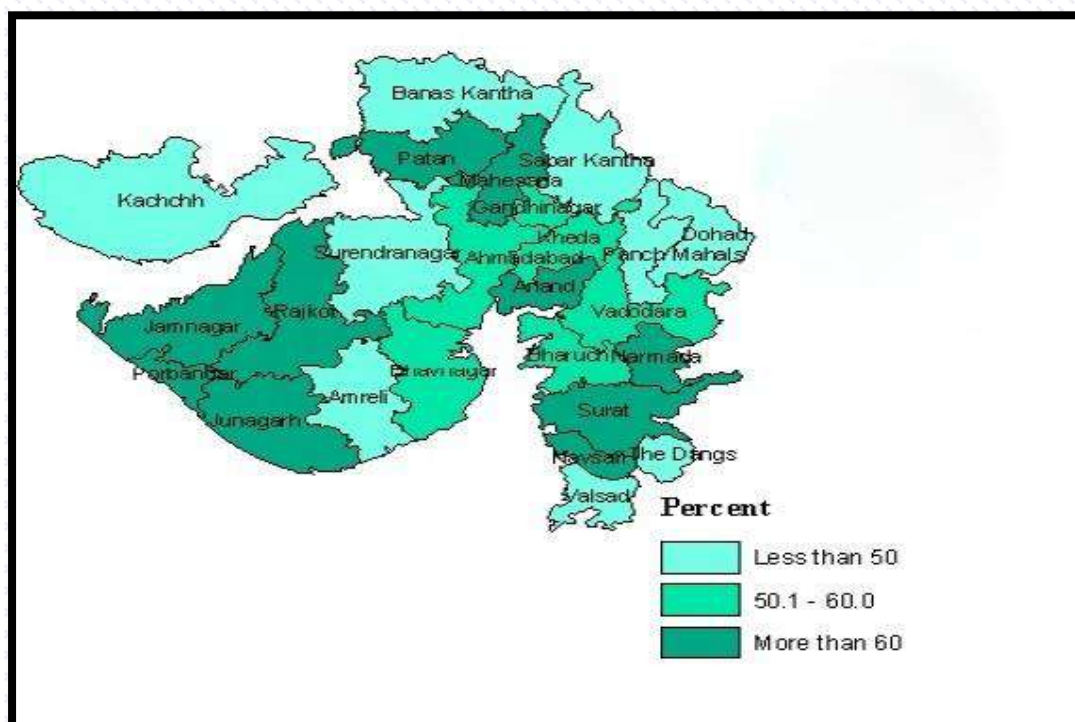 Banas Kantha
Patan
Sabar Kantha
Mahesana
Kachchh
Gandhinagar
Dohad
Surendranagar
Kheda
Ahmadabad
Panch Mahals
Anand
Rajkot
Vadodara
Jamnagar
Bharuch
Narmada
Porbandar
Bhavnagar
Amreli
Surat
Junagarh
Navsari
The Dangs
Valsad
Percent
Less than 50
50.1 - 60.0
More than 60